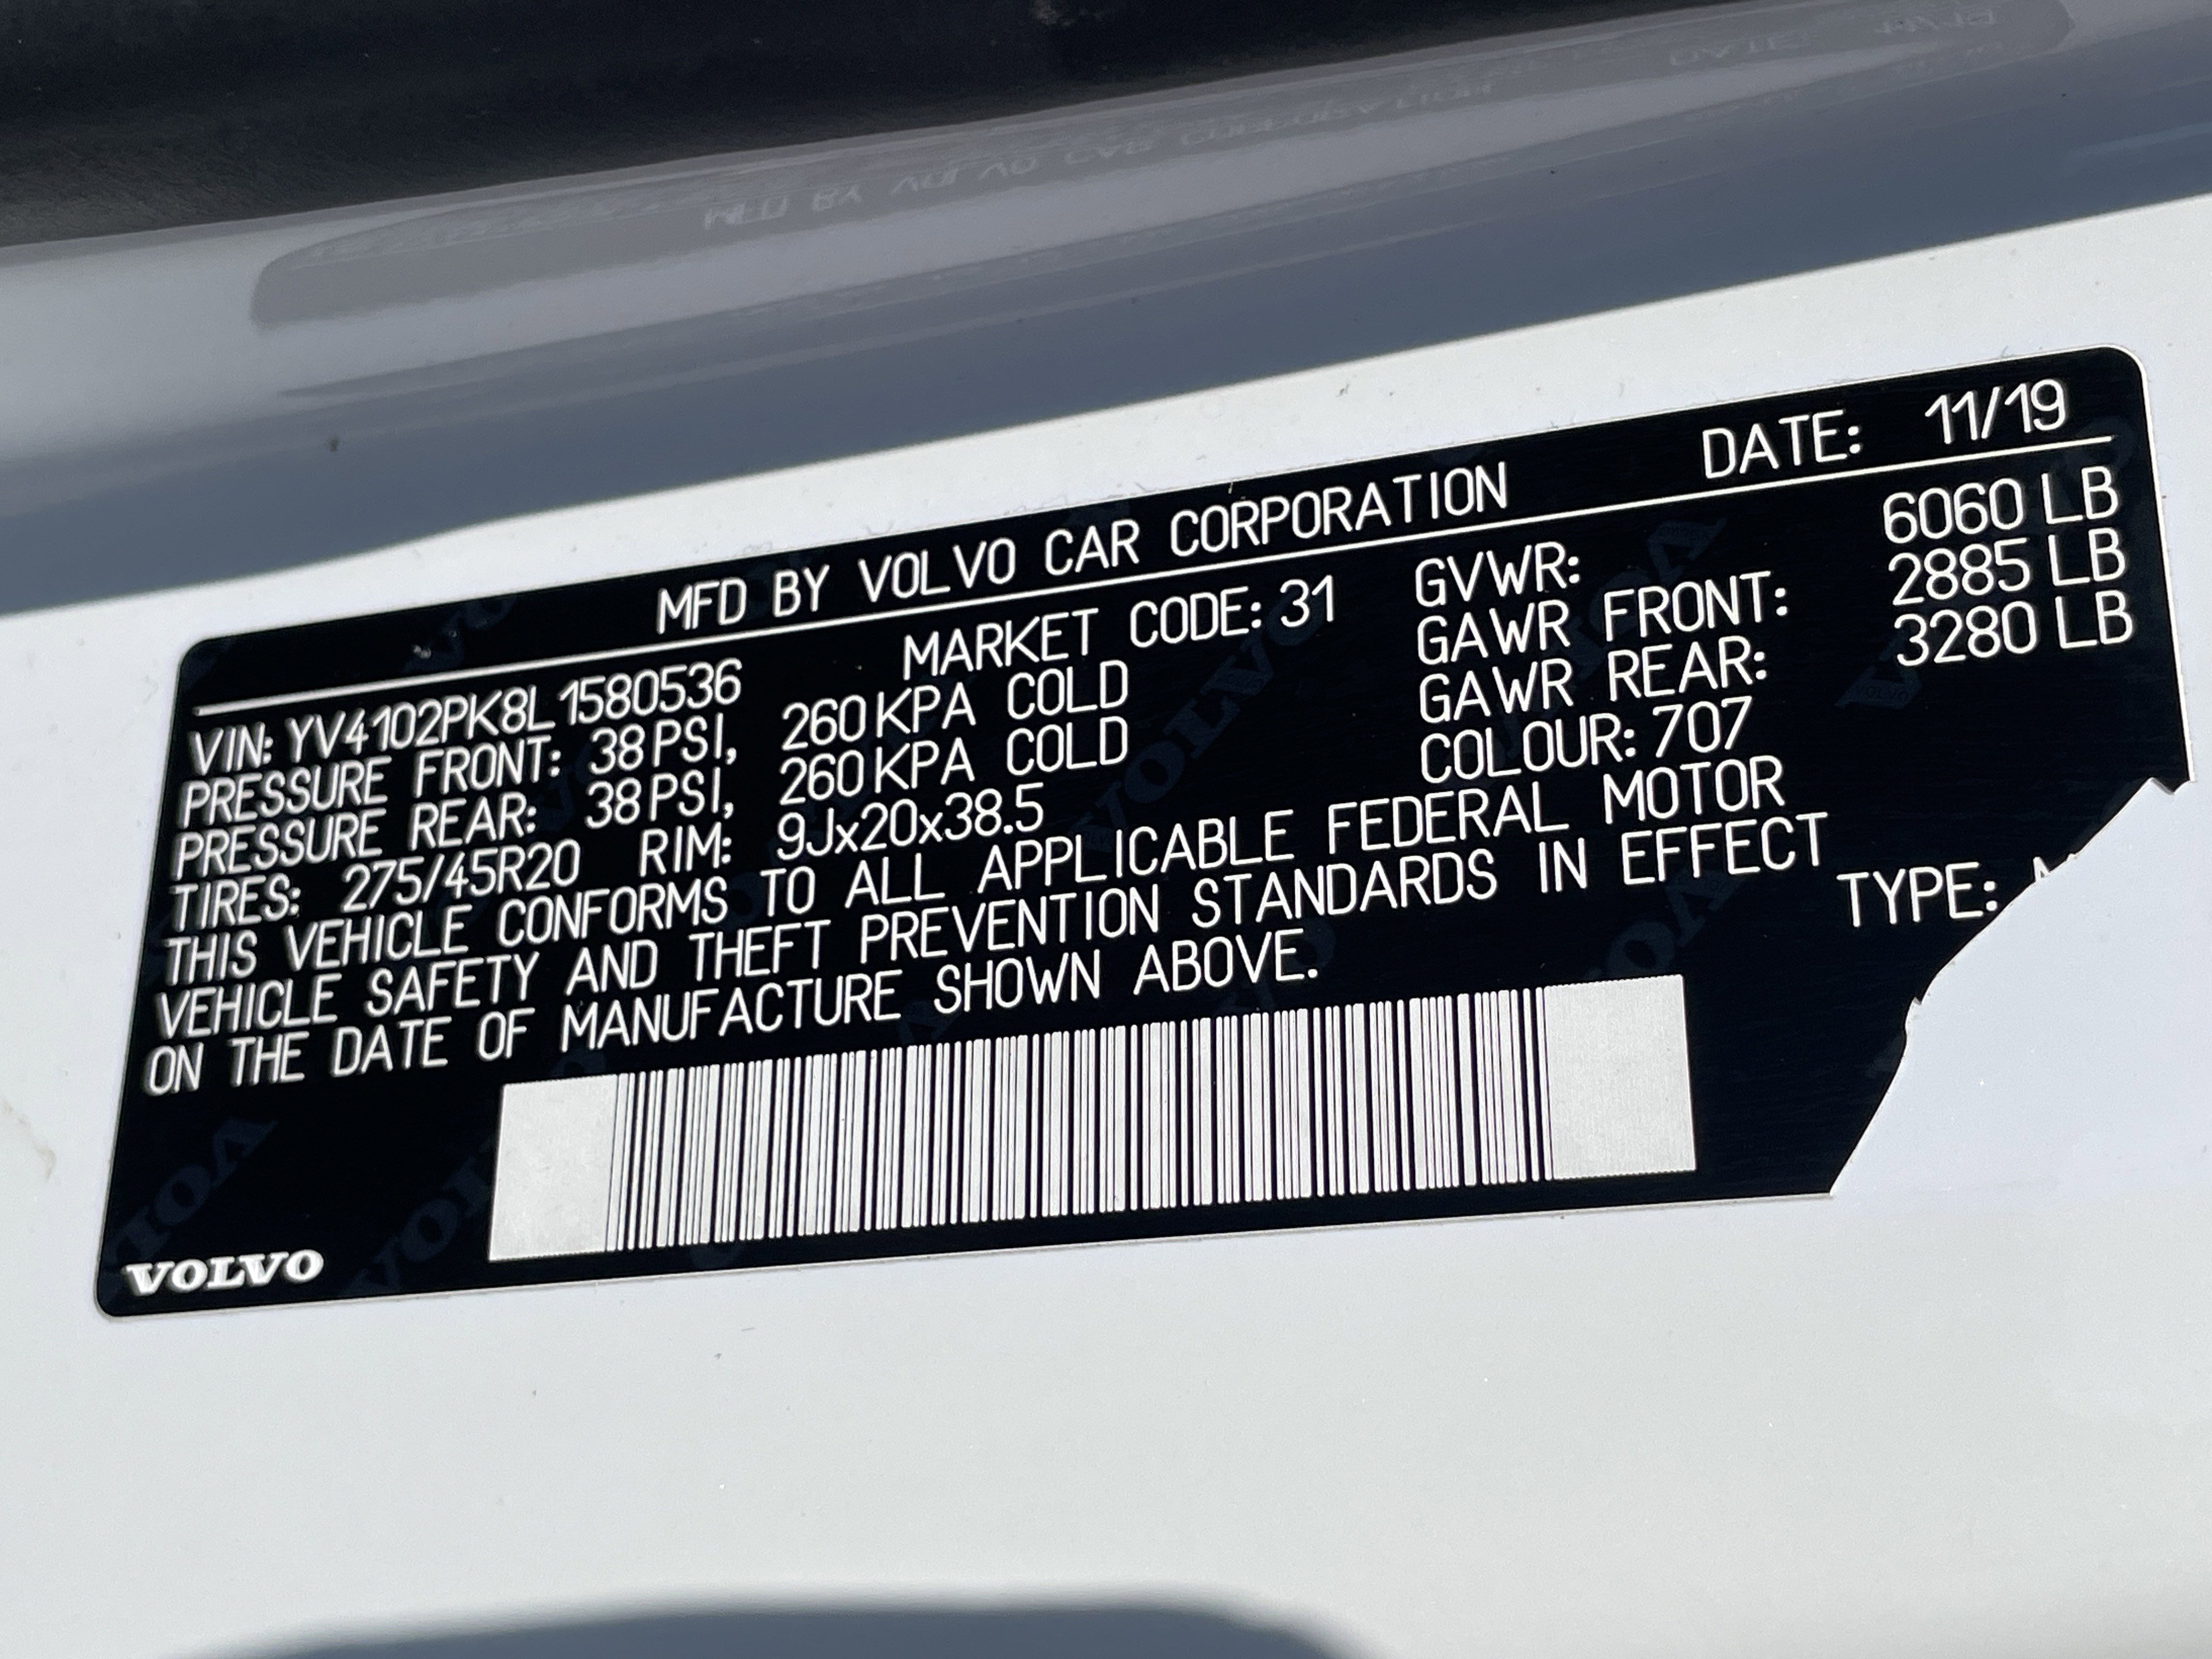 MFD BY VOLVO CAR CORPORATION DATE: 11/19
VIN: YV4102PK8L1580536 MARKET CODE: 31 GVWR: 6060 LB
PRESSURE FRONT: 38 PSI, 260 KPA COLD GAWR FRONT: 2885 LB
PRESSURE REAR: 38 PSI, 260 KPA COLD GAWR REAR: 3280 LB
TIRES: 275/45R20 RIM: 9Jx20x38.5 COLOUR: 707
THIS VEHICLE CONFORMS TO ALL APPLICABLE FEDERAL MOTOR
VEHICLE SAFETY AND THEFT PREVENTION STANDARDS IN EFFECT
ON THE DATE OF MANUFACTURE SHOWN ABOVE. TYPE:
VOLVO